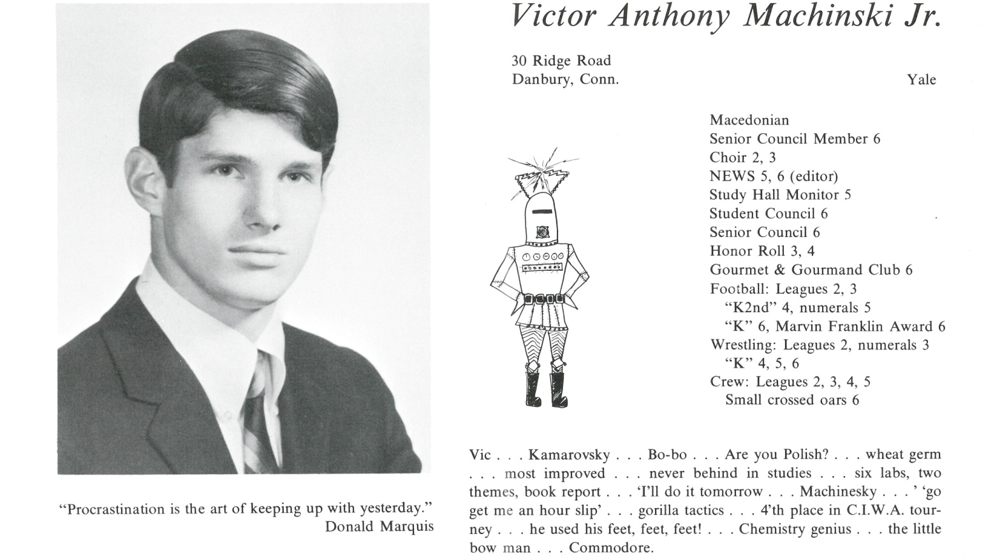 Victor Anthony Machinski Jr.
30 Ridge Road
Danbury, Conn.
Yale
Macedonian
Senior Council Member 6
Choir 2, 3
NEWS 5, 6 (editor)
Study Hall Monitor 5
Student Council 6
Senior Council 6
Honor Roll 3, 4
Gourmet & Gourmand Club 6
Football: Leagues 2, 3
“K2nd” 4, numerals 5
“K” 6, Marvin Franklin Award 6
Wrestling: Leagues 2, numerals 3
“K” 4, 5, 6
Crew: Leagues 2, 3, 4, 5
Small crossed oars 6
“Procrastination is the art of keeping up with yesterday.”
Donald Marquis
Vic . . . Kamarovsky . . . Bo-bo . . . Are you Polish? . . . wheat germ
. . . most improved . . . never behind in studies . . . six labs, two
themes, book report . . . ‘I’ll do it tomorrow . . . Machinesky . . . ’ ‘go
get me an hour slip’ . . . gorilla tactics . . . 4’th place in C.I.W.A. tour-
ney . . . he used his feet, feet, feet! . . . Chemistry genius . . . the little
bow man . . . Commodore.